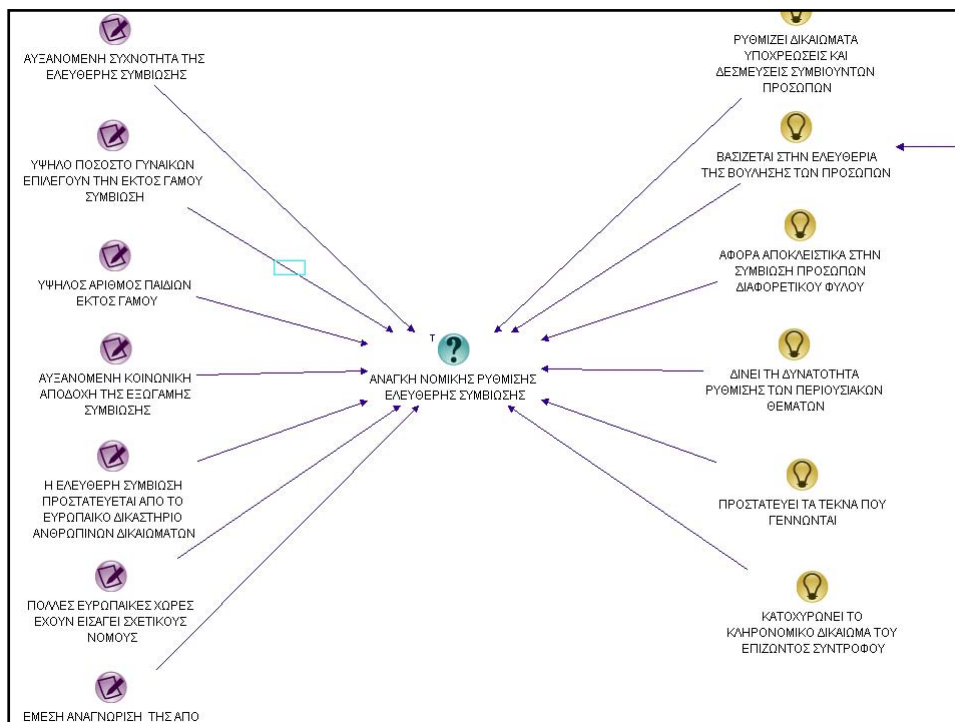 ΑΥΞΑΝΟΜΕΝΗ ΣΥΧΝΟΤΗΤΑ ΤΗΣ
ΕΛΕΥΘΕΡΗΣ ΣΥΜΒΙΩΣΗΣ
ΥΨΗΛΟ ΠΟΣΟΣΤΟ ΓΥΝΑΙΚΩΝ
ΕΠΙΛΕΓΟΥΝ ΤΗΝ ΕΚΤΟΣ ΓΑΜΟΥ
ΣΥΜΒΙΩΣΗ
ΥΨΗΛΟΣ ΑΡΙΘΜΟΣ ΠΑΙΔΙΩΝ
ΕΚΤΟΣ ΓΑΜΟΥ
ΑΥΞΑΝΟΜΕΝΗ ΚΟΙΝΩΝΙΚΗ
ΑΠΟΔΟΧΗ ΤΗΣ ΕΞΩΓΑΜΗΣ
ΣΥΜΒΙΩΣΗΣ
Η ΕΛΕΥΘΕΡΗ ΣΥΜΒΙΩΣΗ
ΠΡΟΣΤΑΤΕΥΕΤΑΙ ΑΠΟ ΤΟ
ΕΥΡΩΠΑΙΚΟ ΔΙΚΑΣΤΗΡΙΟ
ΑΝΘΡΩΠΙΝΩΝ ΔΙΚΑΙΩΜΑΤΩΝ
ΠΟΛΛΕΣ ΕΥΡΩΠΑΙΚΕΣ ΧΩΡΕΣ
ΕΧΟΥΝ ΕΙΣΑΓΕΙ ΣΧΕΤΙΚΟΥΣ
ΝΟΜΟΥΣ
ΕΜΕΣΗ ΑΝΑΓΝΩΡΙΣΗ ΤΗΣ ΑΠΟ
Τ
?
ΑΝΑΓΚΗ ΝΟΜΙΚΗΣ ΡΥΘΜΙΣΗΣ
ΕΛΕΥΘΕΡΗΣ ΣΥΜΒΙΩΣΗΣ
ΡΥΘΜΙΖΕΙ ΔΙΚΑΙΩΜΑΤΑ
ΥΠΟΧΡΕΩΣΕΙΣ ΚΑΙ
ΔΕΣΜΕΥΣΕΙΣ ΣΥΜΒΙΟΥΝΤΩΝ
ΠΡΟΣΩΠΩΝ
ΒΑΣΙΖΕΤΑΙ ΣΤΗΝ ΕΛΕΥΘΕΡΙΑ
ΤΗΣ ΒΟΥΛΗΣΗΣ ΤΩΝ ΠΡΟΣΩΠΩΝ
ΑΦΟΡΑ ΑΠΟΚΛΕΙΣΤΙΚΑ ΣΤΗΝ
ΣΥΜΒΙΩΣΗ ΠΡΟΣΩΠΩΝ
ΔΙΑΦΟΡΕΤΙΚΟΥ ΦΥΛΟΥ
ΔΙΝΕΙ ΤΗ ΔΥΝΑΤΟΤΗΤΑ
ΡΥΘΜΙΣΗΣ ΤΩΝ ΠΕΡΙΟΥΣΙΑΚΩΝ
ΘΕΜΑΤΩΝ
ΠΡΟΣΤΑΤΕΥΕΙ ΤΑ ΤΕΚΝΑ ΠΟΥ
ΓΕΝΝΩΝΤΑΙ
ΚΑΤΟΧΥΡΩΝΕΙ ΤΟ
ΚΛΗΡΟΝΟΜΙΚΟ ΔΙΚΑΙΩΜΑ ΤΟΥ
ΕΠΙΖΩΝΤΟΣ ΣΥΝΤΡΟΦΟΥ